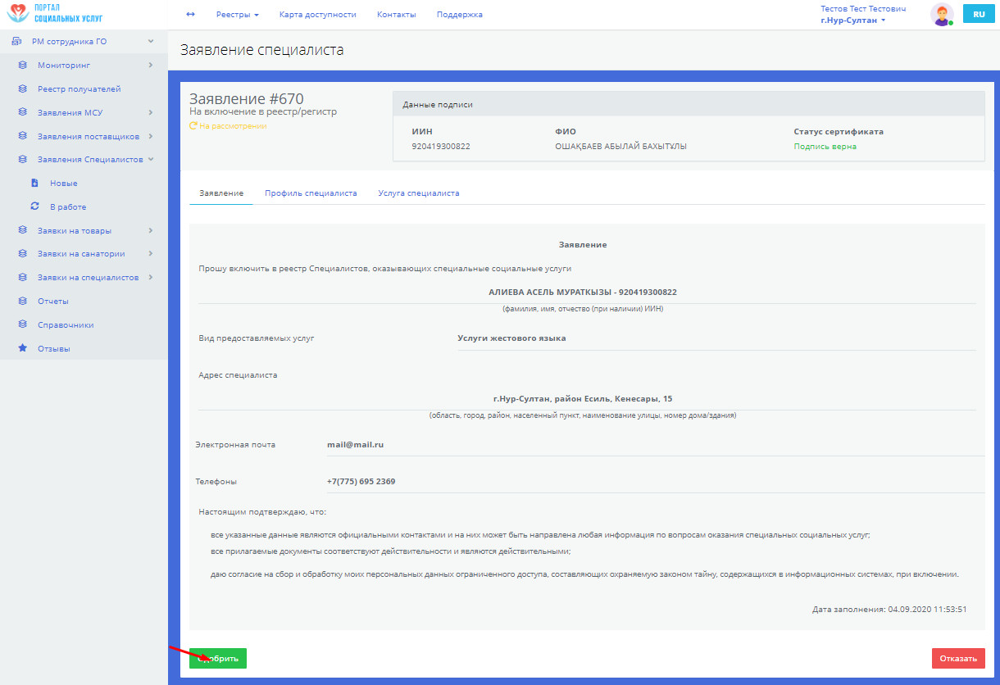 ПОРТАЛ
СОЦИАЛЬНЫХ УСЛУГ
Реестры
Карта доступности
Контакты
Поддержка
Тестов Тест Тестович
г.Нур-Султан
RU
РМ сотрудника ГО
Мониторинг
Реестр получателей
Заявления МСУ
Заявления поставщиков
Заявления Специалистов
Новые
В работе
Заявки на товары
Заявки на санатории
Заявки на специалистов
Отчеты
Справочники
Отзывы
Заявление специалиста
Заявление #670
На включение в реестр/регистр
На рассмотрении
Данные подписи
ИИН ФИО Статус сертификата
920419300822 ОШАҚБАЕВ АБЫЛАЙ БАХЫТҰЛЫ Подпись верна
Заявление Профиль специалиста Услуга специалиста
Заявление
Прошу включить в реестр Специалистов, оказывающих специальные социальные услуги
АЛИЕВА АСЕЛЬ МУРАТКЫЗЫ - 920419300822
(фамилия, имя, отчество (при наличии) ИИН)
Вид предоставляемых услуг Услуги жестового языка
Адрес специалиста
г.Нур-Султан, район Есиль, Кенесары, 15
(область, город, район, населенный пункт, наименование улицы, номер дома/здания)
Электронная почта mail@mail.ru
Телефоны +7(775) 695 2369
Настоящим подтверждаю, что:
все указанные данные являются официальными контактами и на них может быть направлена любая информация по вопросам оказания специальных социальных услуг;
все прилагаемые документы соответствуют действительности и являются действительными;
даю согласие на сбор и обработку моих персональных данных ограниченного доступа, составляющих охраняемую законом тайну, содержащихся в информационных системах, при включении.
Дата заполнения: 04.09.2020 11:53:51
Одобрить
Отказать